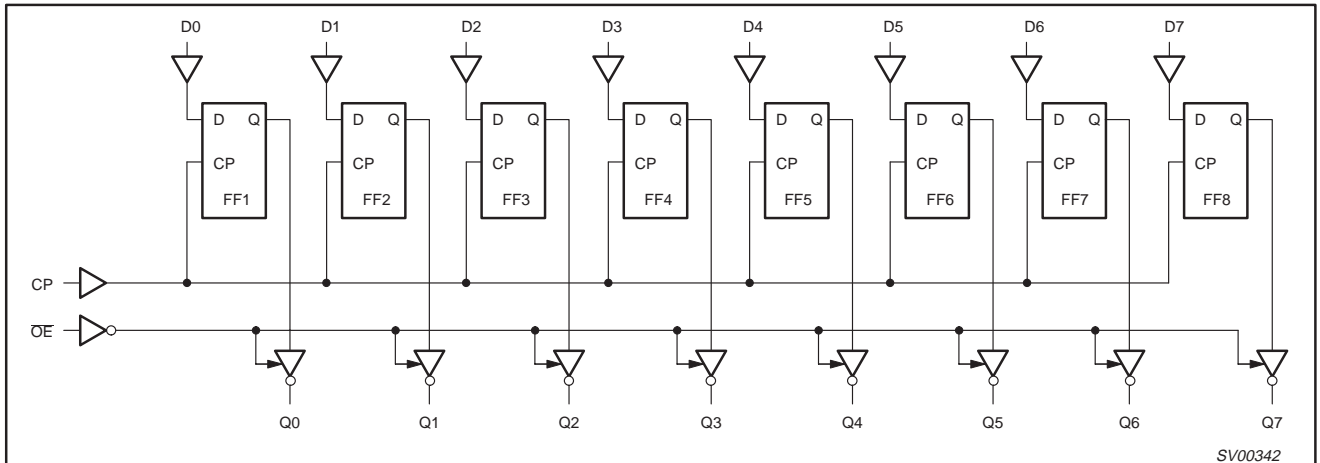 D0 D1 D2 D3 D4 D5 D6 D7
D Q D Q D Q D Q D Q D Q D Q D Q
CP CP CP CP CP CP CP CP
FF1 FF2 FF3 FF4 FF5 FF6 FF7 FF8
CP
O̅E̅
Q0 Q1 Q2 Q3 Q4 Q5 Q6 Q7
SV00342